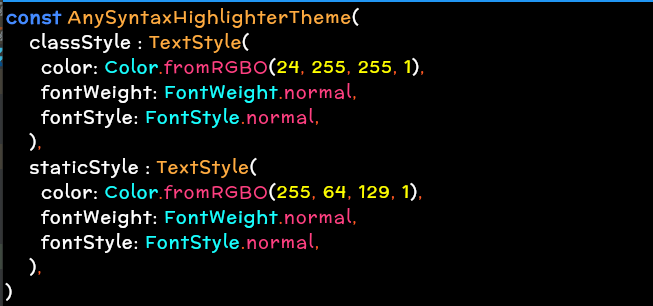 const AnySyntaxHighlighterTheme(
  classStyle : TextStyle(
    color: Color.fromRGBO(24, 255, 255, 1),
    fontWeight: FontWeight.normal,
    fontStyle: FontStyle.normal,
  ),
  staticStyle : TextStyle(
    color: Color.fromRGBO(255, 64, 129, 1),
    fontWeight: FontWeight.normal,
    fontStyle: FontStyle.normal,
  ),
)